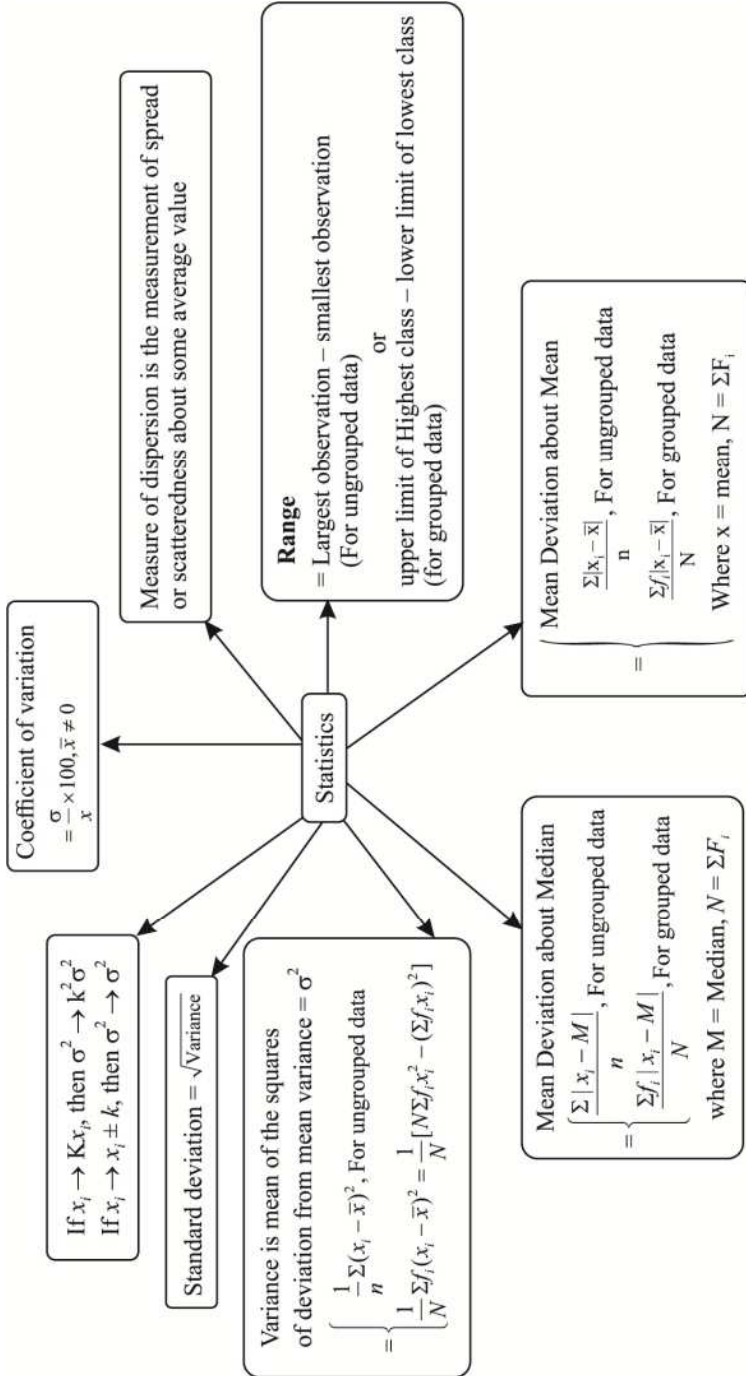 Statistics
Coefficient of variation
= σ/x ×100, x̄ ≠ 0
Measure of dispersion is the measurement of spread
or scatteredness about some average value
Range
= Largest observation – smallest observation
(For ungrouped data)
or
upper limit of Highest class – lower limit of lowest class
(for grouped data)
Mean Deviation about Mean
= { Σ|xᵢ – x̄| / n , For ungrouped data
Σfᵢ|xᵢ – x̄| / N , For grouped data
Where x = mean, N = ΣFᵢ
Mean Deviation about Median
= { Σ | xᵢ – M | / n , For ungrouped data
Σfᵢ | xᵢ – M | / N , For grouped data
where M = Median, N = ΣFᵢ
Variance is mean of the squares
of deviation from mean variance = σ²
= { 1/n Σ(xᵢ – x̄)², For ungrouped data
1/N Σfᵢ(xᵢ – x̄)² = 1/N [NΣfᵢxᵢ² – (Σfᵢxᵢ)²]
Standard deviation = √Variance
If xᵢ → Kxᵢ, then σ² → k²σ²
If xᵢ → xᵢ ± k, then σ² → σ²